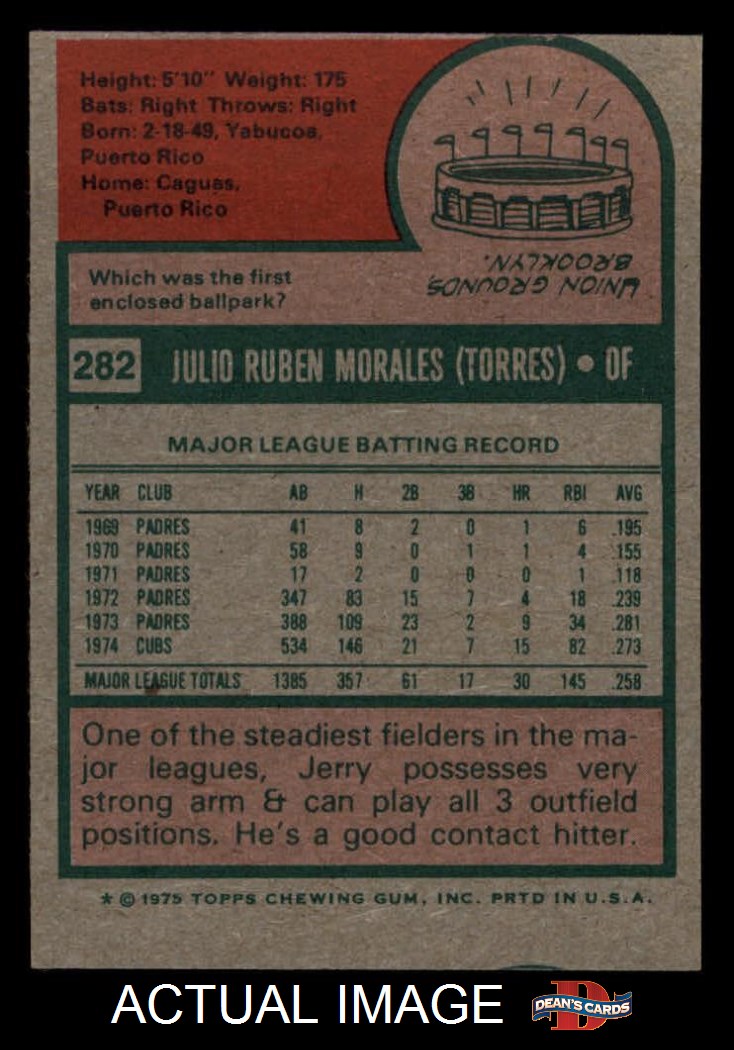 Height: 5'10" Weight: 175
Bats: Right Throws: Right
Born: 2-18-49, Yabucoa,
Puerto Rico
Home: Caguas,
Puerto Rico
Which was the first
enclosed ballpark?
UNION GROUNDS,
BROOKLYN.
282 JULIO RUBEN MORALES (TORRES) • OF
MAJOR LEAGUE BATTING RECORD
YEAR CLUB AB H 2B 3B HR RBI AVG
1969 PADRES 41 8 2 0 1 6 .195
1970 PADRES 58 9 0 1 1 4 .155
1971 PADRES 17 2 0 0 0 1 .118
1972 PADRES 347 83 15 7 4 18 .239
1973 PADRES 388 109 23 2 9 34 .281
1974 CUBS 534 146 21 7 15 82 .273
MAJOR LEAGUE TOTALS 1385 357 61 17 30 145 .258
One of the steadiest fielders in the ma-
jor leagues, Jerry possesses very
strong arm & can play all 3 outfield
positions. He's a good contact hitter.
* © 1975 TOPPS CHEWING GUM, INC. PRTD IN U.S.A.
ACTUAL IMAGE
D
DEAN'S CARDS